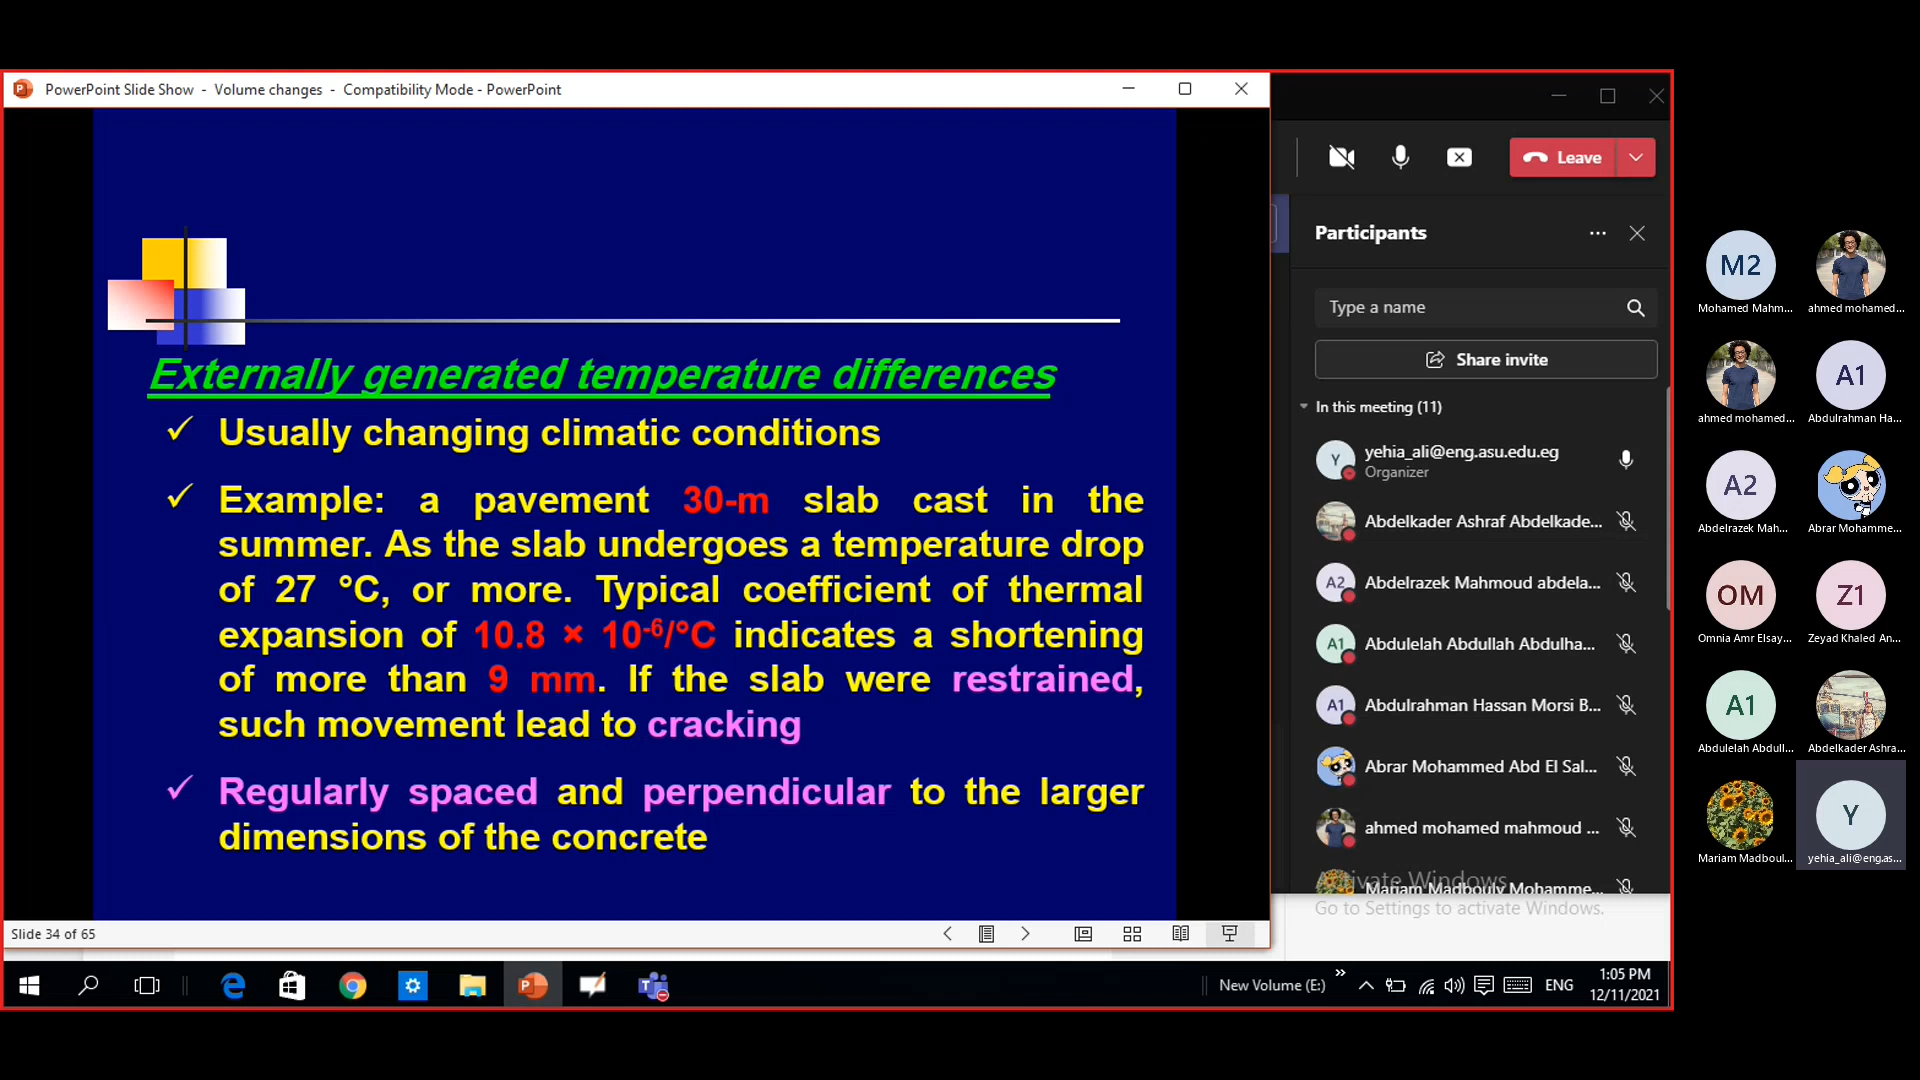 PowerPoint Slide Show - Volume changes - Compatibility Mode - PowerPoint
Externally generated temperature differences
✓ Usually changing climatic conditions
✓ Example: a pavement 30-m slab cast in the
summer. As the slab undergoes a temperature drop
of 27 °C, or more. Typical coefficient of thermal
expansion of 10.8 × 10⁻⁶/°C indicates a shortening
of more than 9 mm. If the slab were restrained,
such movement lead to cracking
✓ Regularly spaced and perpendicular to the larger
dimensions of the concrete
Slide 34 of 65
Leave
Participants
Type a name
Share invite
In this meeting (11)
Y
yehia_ali@eng.asu.edu.eg
Organizer
Abdelkader Ashraf Abdelkade...
A2
Abdelrazek Mahmoud abdela...
A1
Abdulelah Abdullah Abdulha...
A1
Abdulrahman Hassan Morsi B...
Abrar Mohammed Abd El Sal...
ahmed mohamed mahmoud ...
Mariam Madbouly Mohamme...
Activate Windows
Go to Settings to activate Windows.
New Volume (E:)
ENG
1:05 PM
12/11/2021
M2
Mohamed Mahm...
ahmed mohamed...
ahmed mohamed...
A1
Abdulrahman Ha...
A2
Abdelrazek Mah...
Abrar Mohamme...
OM
Omnia Amr Elsay...
Z1
Zeyad Khaled An...
A1
Abdulelah Abdull...
Abdelkader Ashra...
Mariam Madboul...
Y
yehia_ali@eng.as...